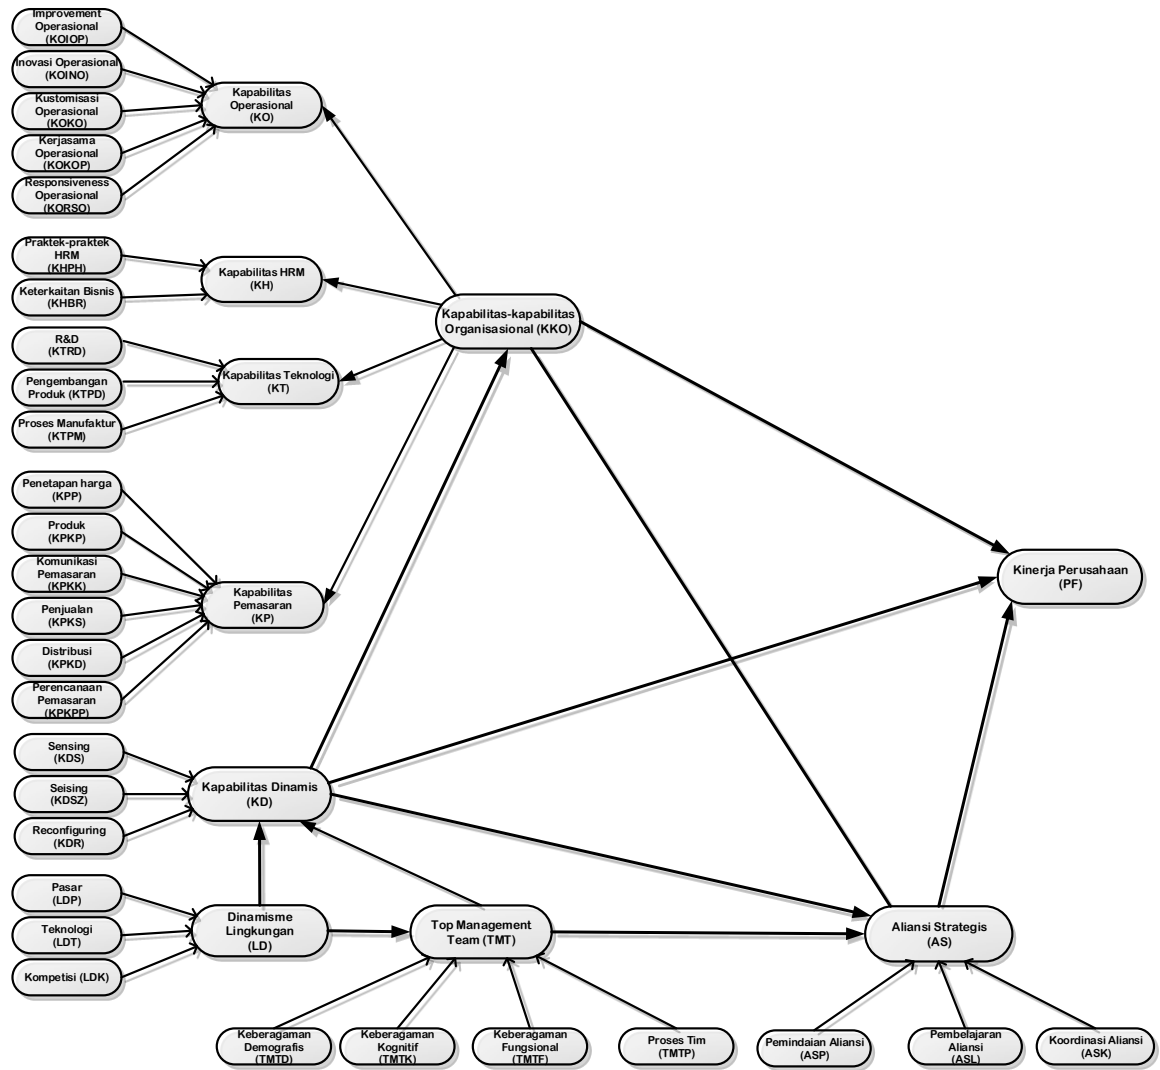 Improvement
Operasional
(KOIOP)
Inovasi Operasional
(KOINO)
Kustomisasi
Operasional
(KOKO)
Kerjasama
Operasional
(KOKOP)
Responsiveness
Operasional
(KORSO)
Kapabilitas
Operasional
(KO)
Praktek-praktek
HRM
(KHPH)
Keterkaitan Bisnis
(KHBR)
Kapabilitas HRM
(KH)
R&D
(KTRD)
Pengembangan
Produk (KTPD)
Proses Manufaktur
(KTPM)
Kapabilitas Teknologi
(KT)
Kapabilitas-kapabilitas
Organisasional (KKO)
Penetapan harga
(KPP)
Produk
(KPKP)
Komunikasi
Pemasaran
(KPKK)
Penjualan
(KPKS)
Distribusi
(KPKD)
Perencanaan
Pemasaran
(KPKPP)
Kapabilitas
Pemasaran
(KP)
Kinerja Perusahaan
(PF)
Sensing
(KDS)
Seising
(KDSZ)
Reconfiguring
(KDR)
Kapabilitas Dinamis
(KD)
Pasar
(LDP)
Teknologi
(LDT)
Kompetisi (LDK)
Dinamisme
Lingkungan
(LD)
Top Management
Team (TMT)
Aliansi Strategis
(AS)
Keberagaman
Demografis
(TMTD)
Keberagaman
Kognitif
(TMTK)
Keberagaman
Fungsional
(TMTF)
Proses Tim
(TMTP)
Pemindaian Aliansi
(ASP)
Pembelajaran
Aliansi
(ASL)
Koordinasi Aliansi
(ASK)